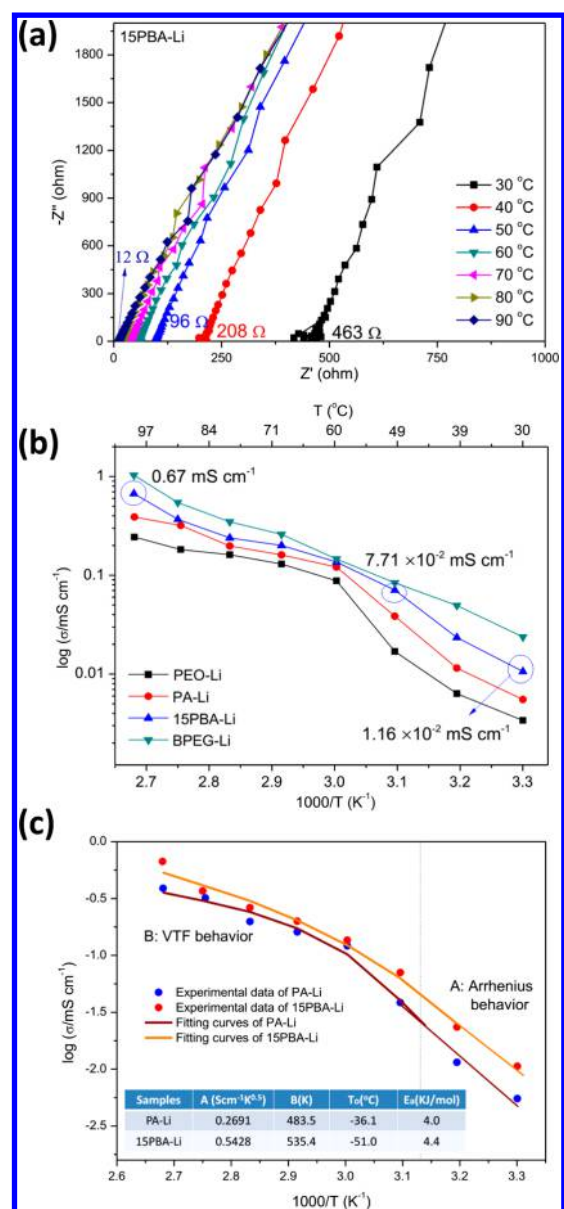 (a)
15PBA-Li
-Z'' (ohm)
1800
1500
1200
900
600
300
0
30 °C
40 °C
50 °C
60 °C
70 °C
80 °C
90 °C
12 Ω
96 Ω
208 Ω
463 Ω
0 250 500 750 1000
Z' (ohm)
(b)
T (°C)
97 84 71 60 49 39 30
log (σ/mS cm⁻¹)
1
0.1
0.01
0.67 mS cm⁻¹
7.71 ×10⁻² mS cm⁻¹
1.16 ×10⁻² mS cm⁻¹
PEO-Li
PA-Li
15PBA-Li
BPEG-Li
2.7 2.8 2.9 3.0 3.1 3.2 3.3
1000/T (K⁻¹)
(c)
log (σ/mS cm⁻¹)
0.0
-0.5
-1.0
-1.5
-2.0
-2.5
B: VTF behavior
A: Arrhenius
behavior
Experimental data of PA-Li
Experimental data of 15PBA-Li
Fitting curves of PA-Li
Fitting curves of 15PBA-Li
Samples A (Scm⁻¹K⁰·⁵) B(K) T₀(°C) Eₐ(KJ/mol)
PA-Li 0.2691 483.5 -36.1 4.0
15PBA-Li 0.5428 535.4 -51.0 4.4
2.6 2.7 2.8 2.9 3.0 3.1 3.2 3.3
1000/T (K⁻¹)